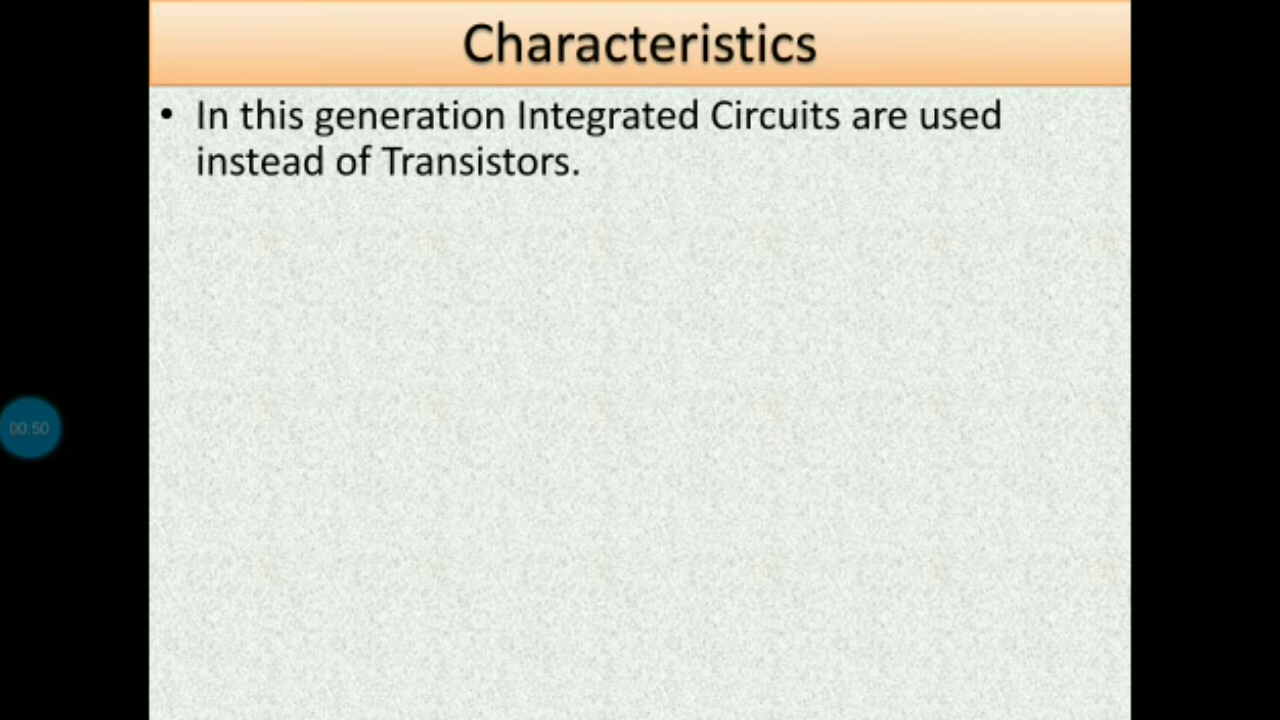 Characteristics
• In this generation Integrated Circuits are used
instead of Transistors.
00:50